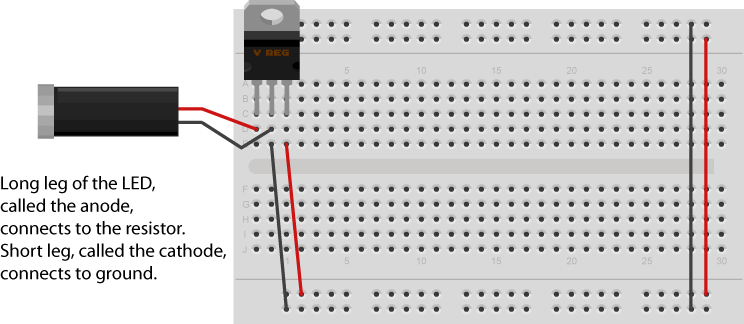 V REG
5 10 15 20 25 30
A
B
C
D
Long leg of the LED,
called the anode,
connects to the resistor.
Short leg, called the cathode,
connects to ground.
F
G
H
I
J
1 5 10 15 20 25 30